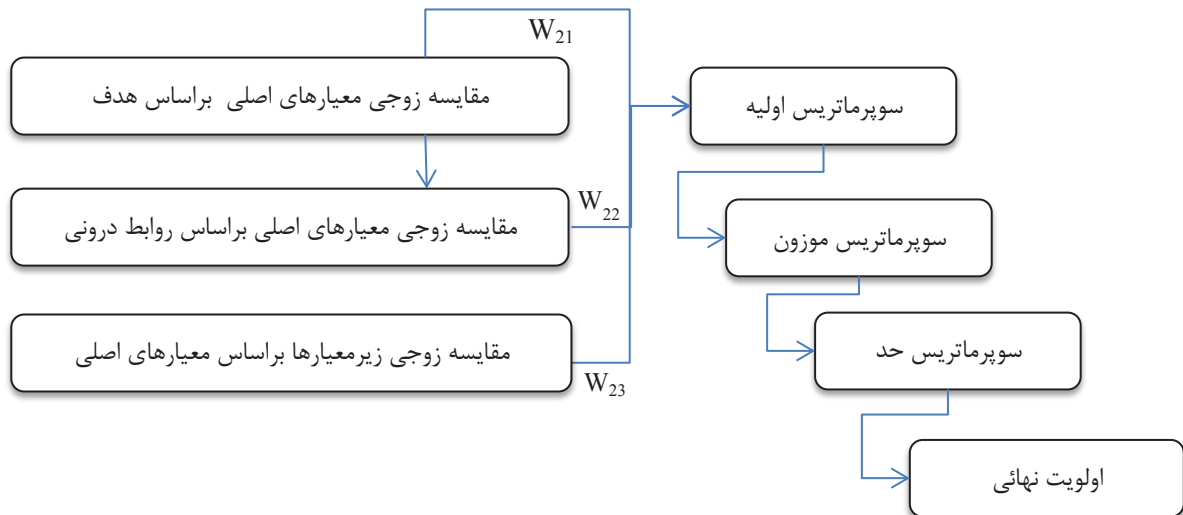 W21
مقایسه زوجی معیارهای اصلی براساس هدف
سوپرماتریس اولیه
W22
مقایسه زوجی معیارهای اصلی براساس روابط درونی
سوپرماتریس موزون
مقایسه زوجی زیرمعیارها براساس معیارهای اصلی
W23
سوپرماتریس حد
اولویت نهائی